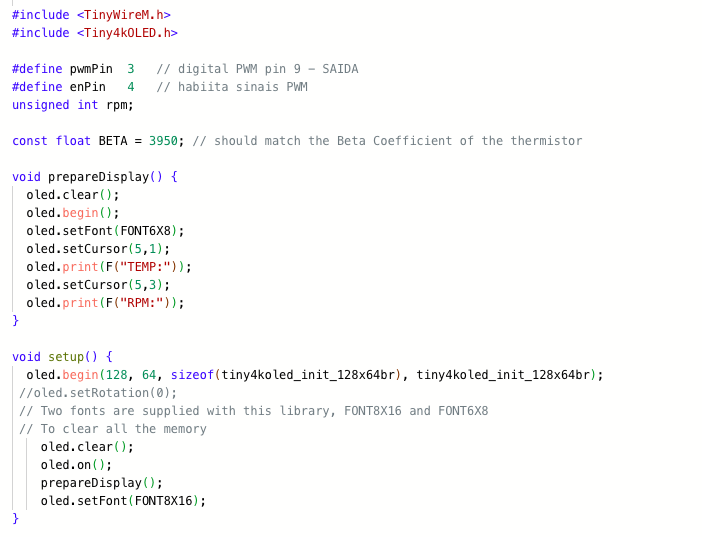 #include <TinyWireM.h>
#include <Tiny4kOLED.h>
#define pwmPin  3   // digital PWM pin 9 – SAIDA
#define enPin   4   // habiita sinais PWM
unsigned int rpm;
const float BETA = 3950; // should match the Beta Coefficient of the thermistor
void prepareDisplay() {
  oled.clear();
  oled.begin();
  oled.setFont(FONT6X8);
  oled.setCursor(5,1);
  oled.print(F("TEMP:"));
  oled.setCursor(5,3);
  oled.print(F("RPM:"));
}
void setup() {
  oled.begin(128, 64, sizeof(tiny4koled_init_128x64br), tiny4koled_init_128x64br);
 //oled.setRotation(0);
 // Two fonts are supplied with this library, FONT8X16 and FONT6X8
 // To clear all the memory
    oled.clear();
    oled.on();
    prepareDisplay();
    oled.setFont(FONT8X16);
}